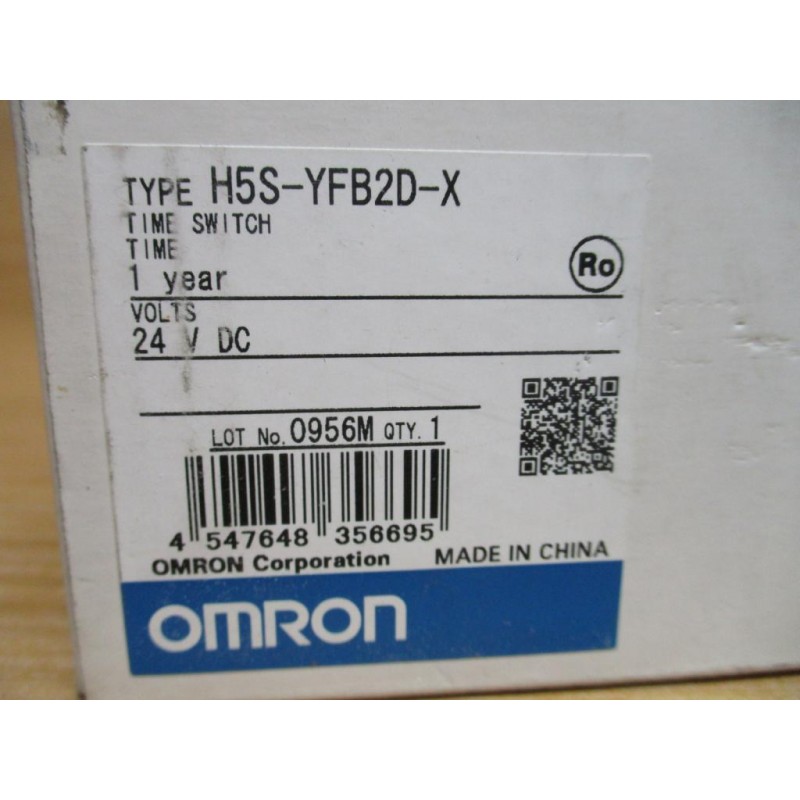 TYPE H5S-YFB2D-X
TIME SWITCH
TIME
1 year
Ro
VOLTS
24 V DC
LOT No. 0956M QTY. 1
4 547648 356695
OMRON Corporation MADE IN CHINA
OMRON